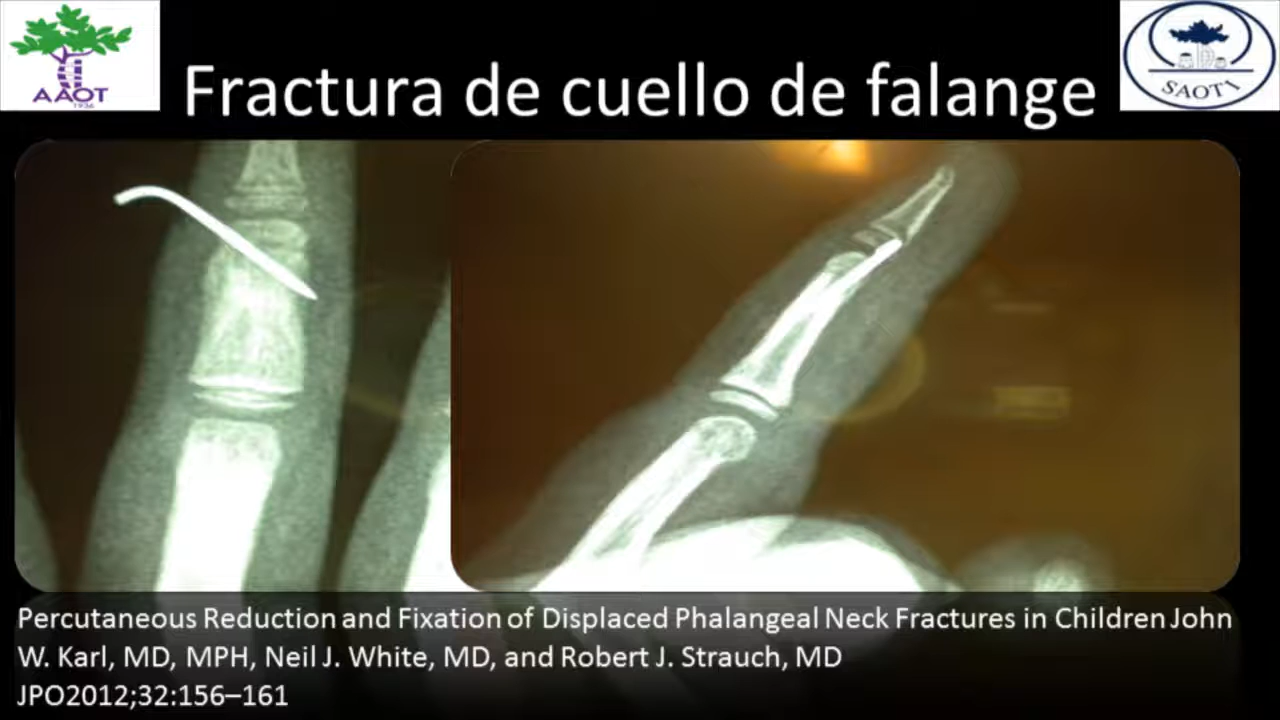 AAOT
1936
Fractura de cuello de falange
SAOTI
Percutaneous Reduction and Fixation of Displaced Phalangeal Neck Fractures in Children John
W. Karl, MD, MPH, Neil J. White, MD, and Robert J. Strauch, MD
JPO2012;32:156–161